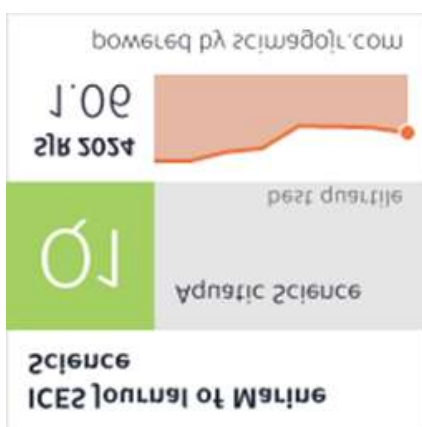 ICES Journal of Marine
Science
Q1
Aquatic Science
best quartile
SJR 2024
1.06
powered by scimagojr.com